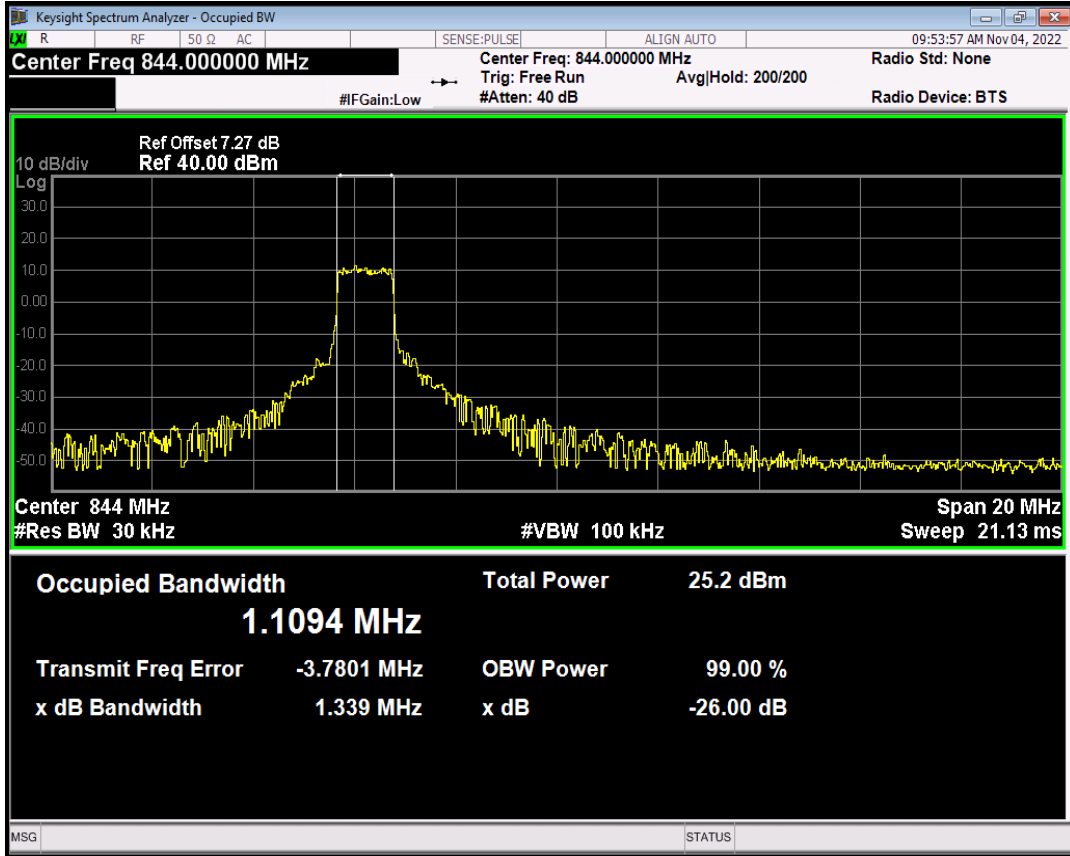 Keysight Spectrum Analyzer - Occupied BW
LXI R RF 50 Ω AC SENSE:PULSE ALIGN AUTO 09:53:57 AM Nov 04, 2022
Center Freq 844.000000 MHz
Center Freq: 844.000000 MHz
Radio Std: None
Trig: Free Run Avg|Hold: 200/200
#IFGain:Low
#Atten: 40 dB
Radio Device: BTS
Ref Offset 7.27 dB
10 dB/div Ref 40.00 dBm
Log
30.0
20.0
10.0
0.00
-10.0
-20.0
-30.0
-40.0
-50.0
Center 844 MHz Span 20 MHz
#Res BW 30 kHz #VBW 100 kHz Sweep 21.13 ms
Occupied Bandwidth Total Power 25.2 dBm
1.1094 MHz
Transmit Freq Error -3.7801 MHz OBW Power 99.00 %
x dB Bandwidth 1.339 MHz x dB -26.00 dB
MSG STATUS